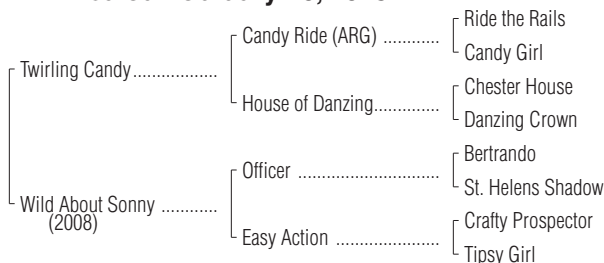 Ride the Rails
Candy Ride (ARG) ............
Candy Girl
Twirling Candy..................
Chester House
House of Danzing..............
Danzing Crown
Bertrando
Officer ..............................
St. Helens Shadow
Wild About Sonny ............
(2008)
Crafty Prospector
Easy Action ......................
Tipsy Girl